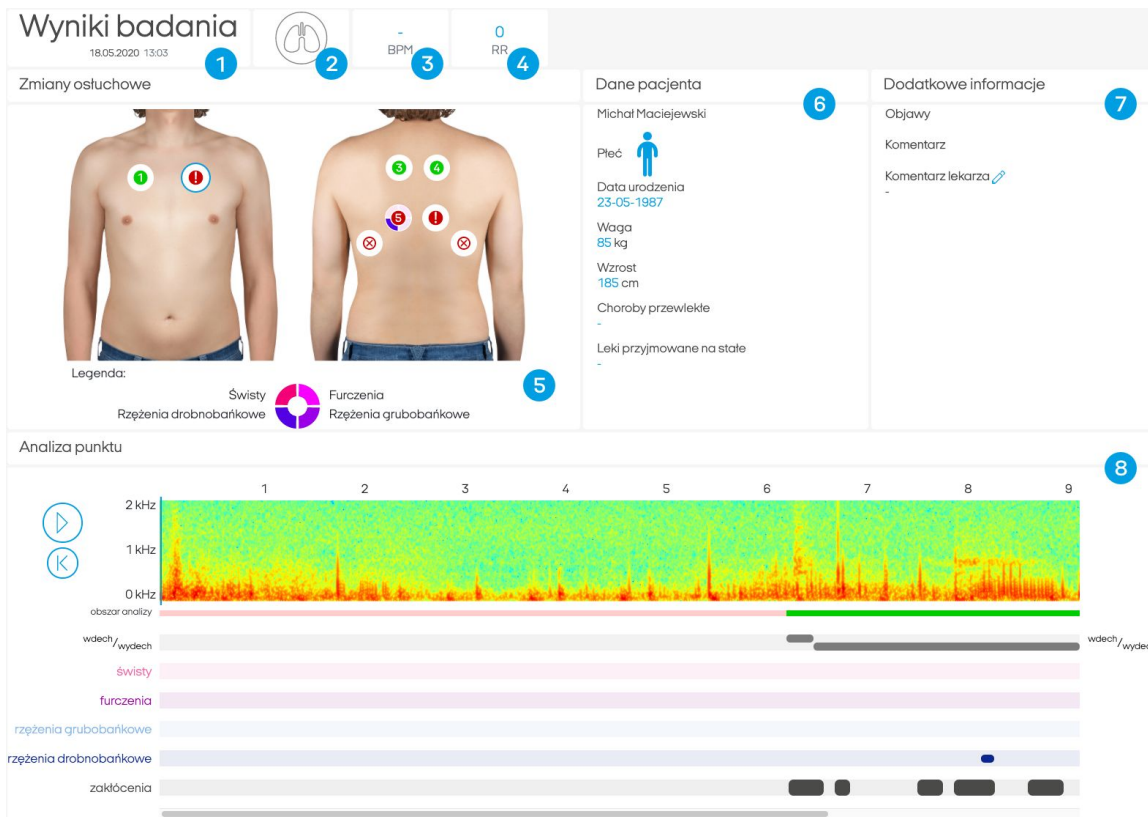 Wyniki badania
18.05.2020 13:03
1
2
-
BPM
3
0
RR
4
Zmiany osłuchowe
1
!
3
4
5
!
Legenda:
Świsty
Furczenia
Rzężenia drobnobańkowe
Rzężenia grubobańkowe
5
Dane pacjenta
6
Michał Maciejewski
Płeć
Data urodzenia
23-05-1987
Waga
85 kg
Wzrost
185 cm
Choroby przewlekłe
-
Leki przyjmowane na stałe
-
Dodatkowe informacje
7
Objawy
Komentarz
Komentarz lekarza
-
Analiza punktu
8
1 2 3 4 5 6 7 8 9
2 kHz
1 kHz
0 kHz
obszar analizy
wdech/wydech
wdech/wydec
świsty
furczenia
rzężenia grubobańkowe
rzężenia drobnobańkowe
zakłócenia